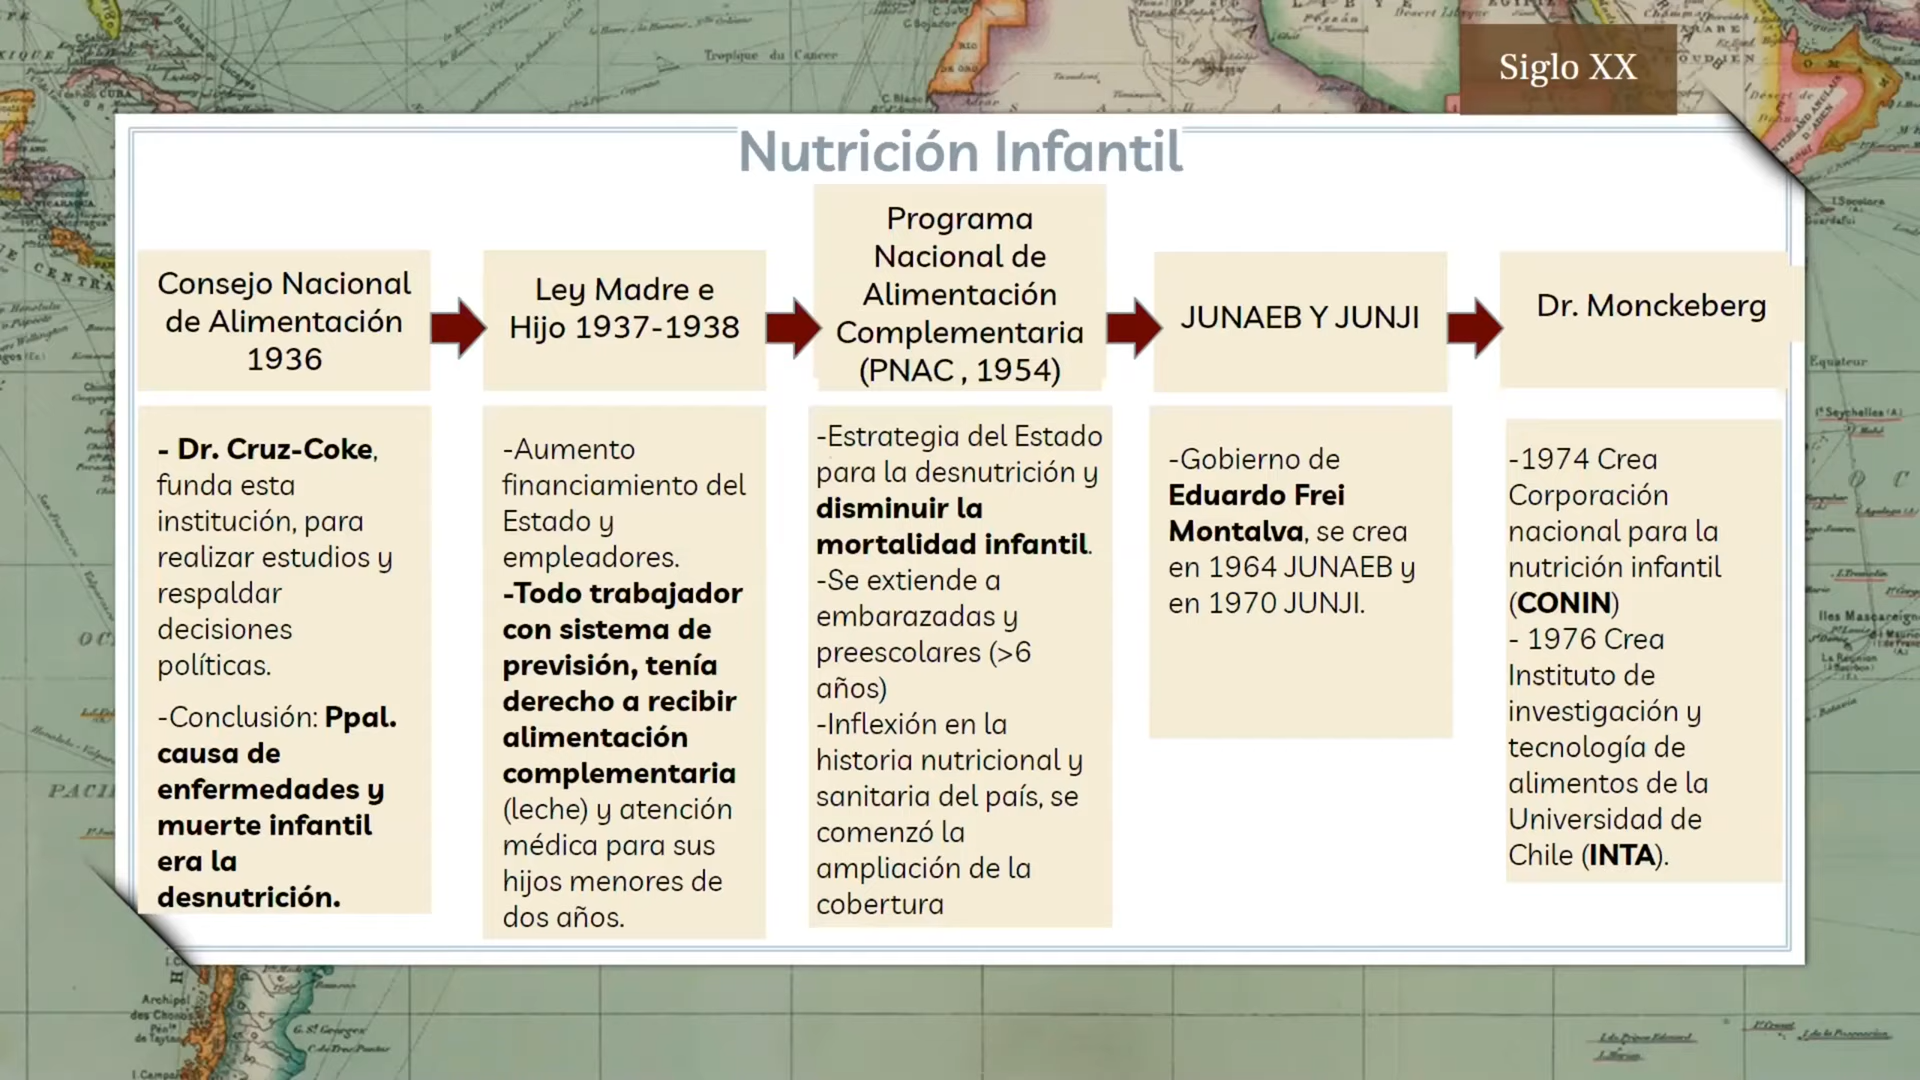 Siglo XX
Nutrición Infantil
Consejo Nacional
de Alimentación
1936
Ley Madre e
Hijo 1937-1938
Programa
Nacional de
Alimentación
Complementaria
(PNAC , 1954)
JUNAEB Y JUNJI
Dr. Monckeberg
- Dr. Cruz-Coke,
funda esta
institución, para
realizar estudios y
respaldar
decisiones
políticas.
-Conclusión: Ppal.
causa de
enfermedades y
muerte infantil
era la
desnutrición.
-Aumento
financiamiento del
Estado y
empleadores.
-Todo trabajador
con sistema de
previsión, tenía
derecho a recibir
alimentación
complementaria
(leche) y atención
médica para sus
hijos menores de
dos años.
-Estrategia del Estado
para la desnutrición y
disminuir la
mortalidad infantil.
-Se extiende a
embarazadas y
preescolares (>6
años)
-Inflexión en la
historia nutricional y
sanitaria del país, se
comenzó la
ampliación de la
cobertura
-Gobierno de
Eduardo Frei
Montalva, se crea
en 1964 JUNAEB y
en 1970 JUNJI.
-1974 Crea
Corporación
nacional para la
nutrición infantil
(CONIN)
- 1976 Crea
Instituto de
investigación y
tecnología de
alimentos de la
Universidad de
Chile (INTA).
Tropique du Cancer
Equateur
Archipel
des Chonos